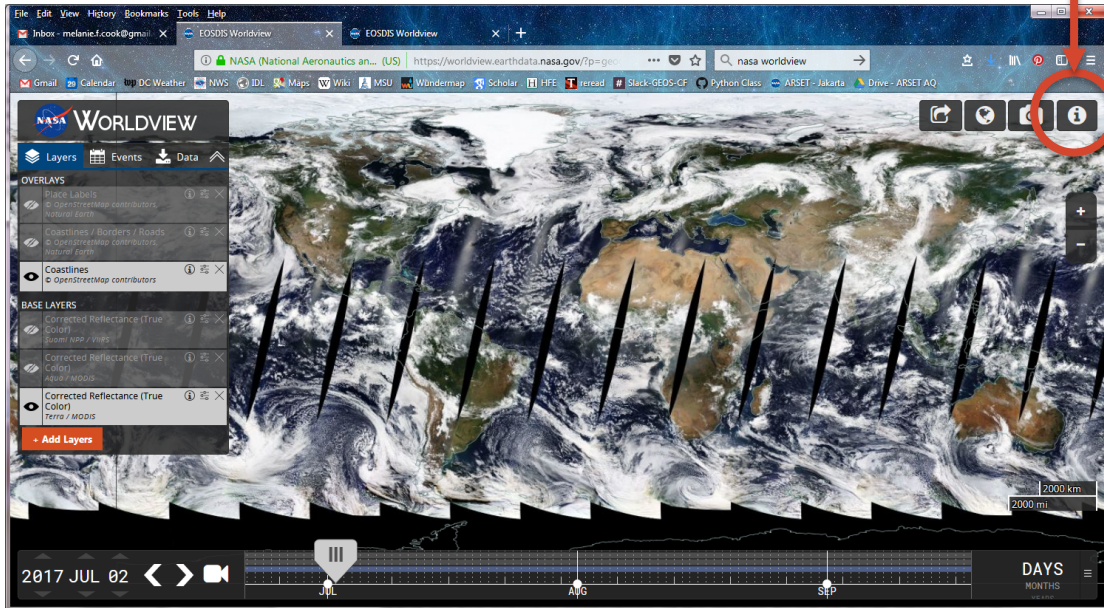 File Edit View History Bookmarks Tools Help
Inbox - melanie.f.cook@gmail EOSDIS Worldview EOSDIS Worldview
NASA (National Aeronautics an... (US) https://worldview.earthdata.nasa.gov/?p=geo nasa worldview
Gmail Calendar DC Weather NWS IDL Maps Wiki MSU Wundermap Scholar HFE reread Slack-GEOS-CF Python Class ARSET - Jakarta Drive - ARSET AQ
NASA WORLDVIEW
Layers Events Data
OVERLAYS
Place Labels
© OpenStreetMap contributors,
Natural Earth
Coastlines / Borders / Roads
© OpenStreetMap contributors,
Natural Earth
Coastlines
© OpenStreetMap contributors
BASE LAYERS
Corrected Reflectance (True
Color)
Suomi NPP / VIIRS
Corrected Reflectance (True
Color)
Aqua / MODIS
Corrected Reflectance (True
Color)
Terra / MODIS
+ Add Layers
+
-
2000 km
2000 mi
2017 JUL 02
JUL AUG SEP
DAYS
MONTHS
YEARS